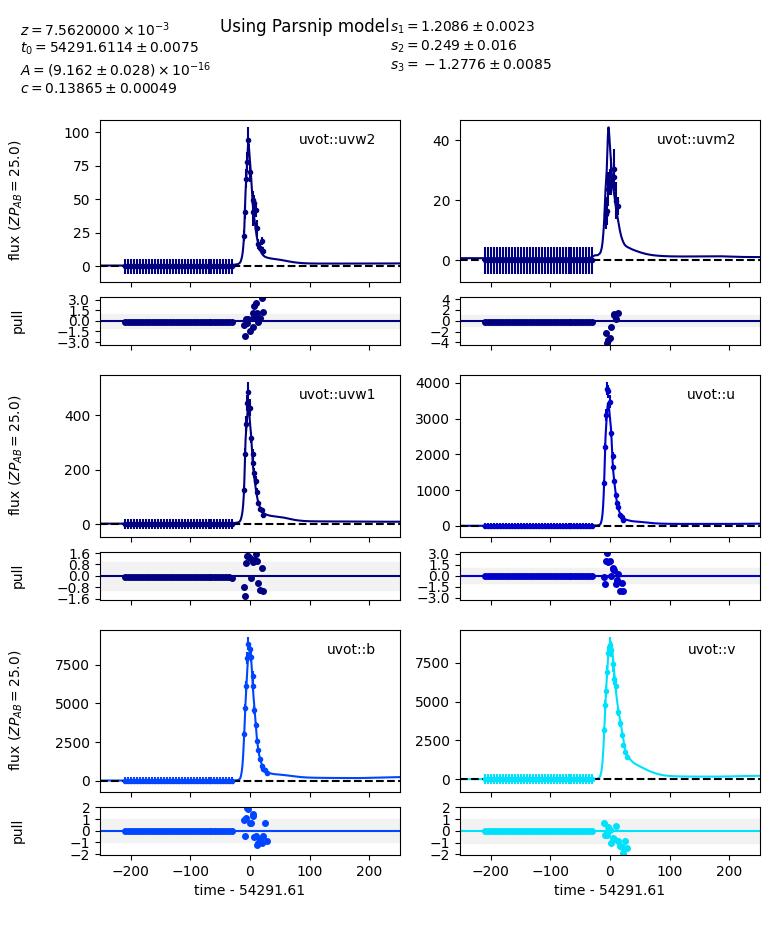 Using Parsnip model
z = 7.5620000 × 10⁻³
t₀ = 54291.6114 ± 0.0075
A = (9.162 ± 0.028) × 10⁻¹⁶
c = 0.13865 ± 0.00049
s₁ = 1.2086 ± 0.0023
s₂ = 0.249 ± 0.016
s₃ = −1.2776 ± 0.0085
flux (ZP_AB = 25.0)
100
75
50
25
0
uvot::uvw2
40
20
0
uvot::uvm2
pull
3.0
1.5
0.0
−1.5
−3.0
4
2
0
−2
−4
flux (ZP_AB = 25.0)
400
200
0
uvot::uvw1
4000
3000
2000
1000
0
uvot::u
pull
1.6
0.8
0.0
−0.8
−1.6
3.0
1.5
0.0
−1.5
−3.0
flux (ZP_AB = 25.0)
7500
5000
2500
0
uvot::b
7500
5000
2500
0
uvot::v
pull
2
1
0
−1
−2
2
1
0
−1
−2
−200 −100 0 100 200
time - 54291.61
−200 −100 0 100 200
time - 54291.61